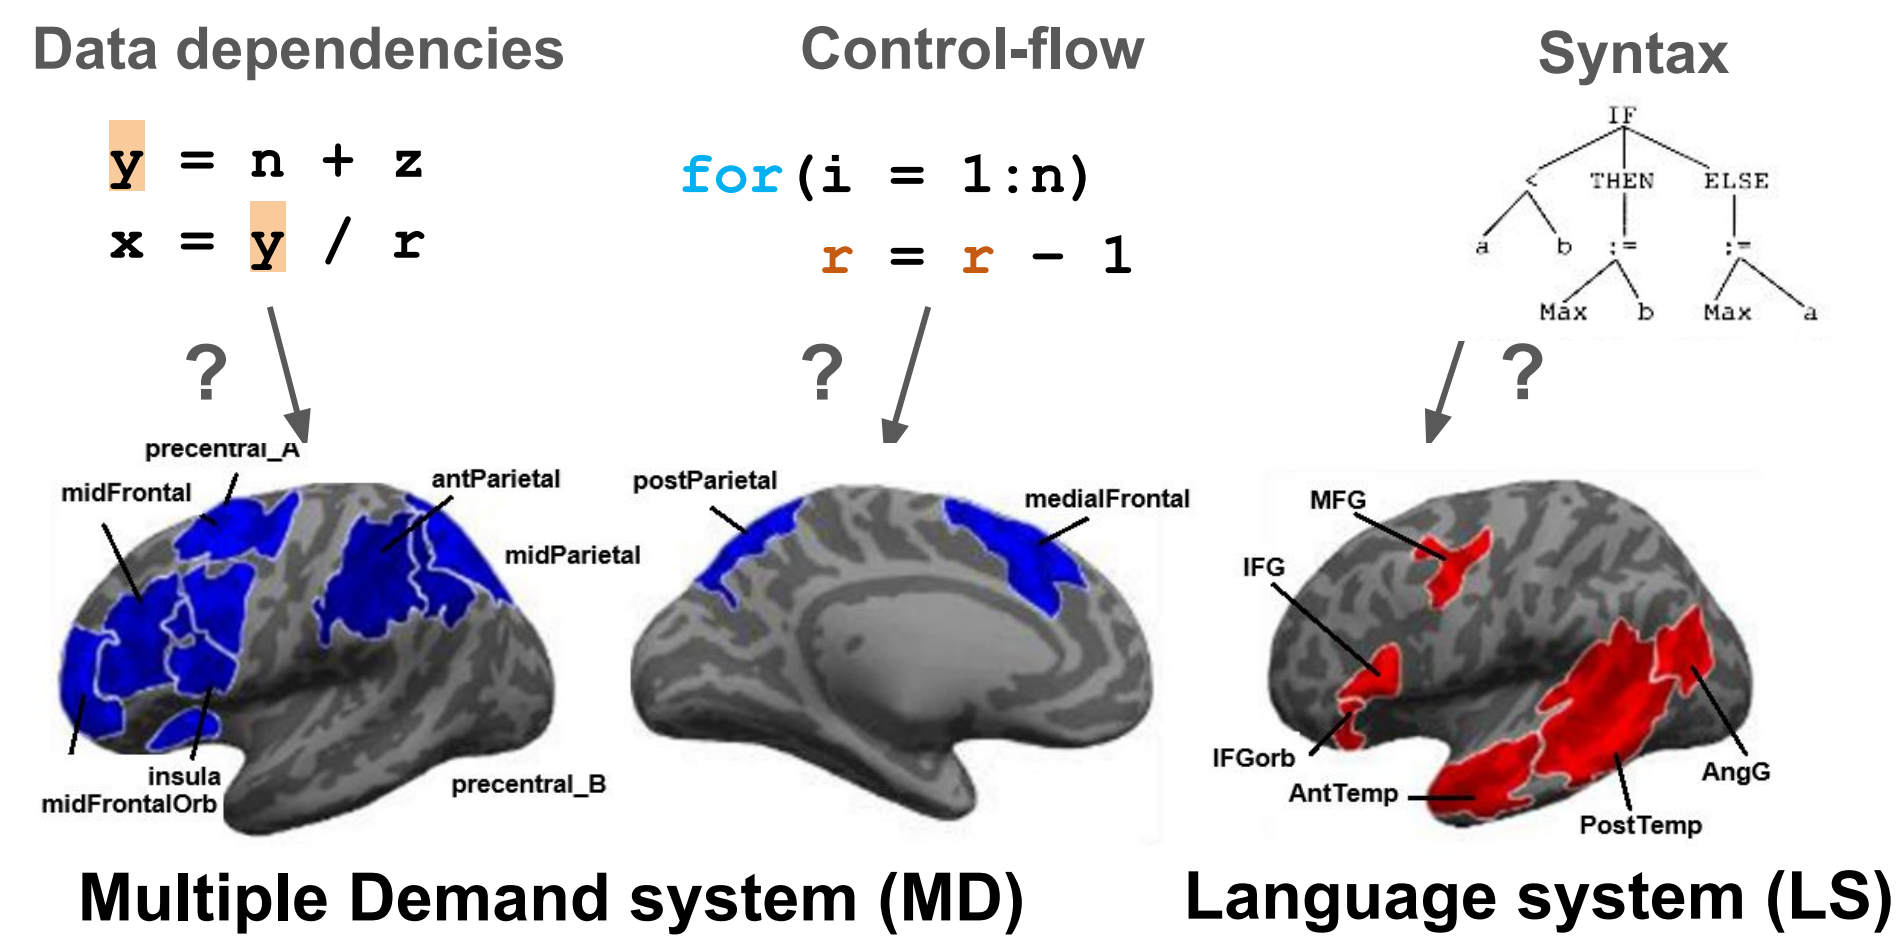 Data dependencies
Control-flow
Syntax
y = n + z
x = y / r
for(i = 1:n)
r = r - 1
IF
< THEN ELSE
a b := :=
Max b Max a
?
?
?
precentral_A
midFrontal
antParietal
midParietal
insula
midFrontalOrb
precentral_B
postParietal
medialFrontal
MFG
IFG
IFGorb
AntTemp
AngG
PostTemp
Multiple Demand system (MD)
Language system (LS)